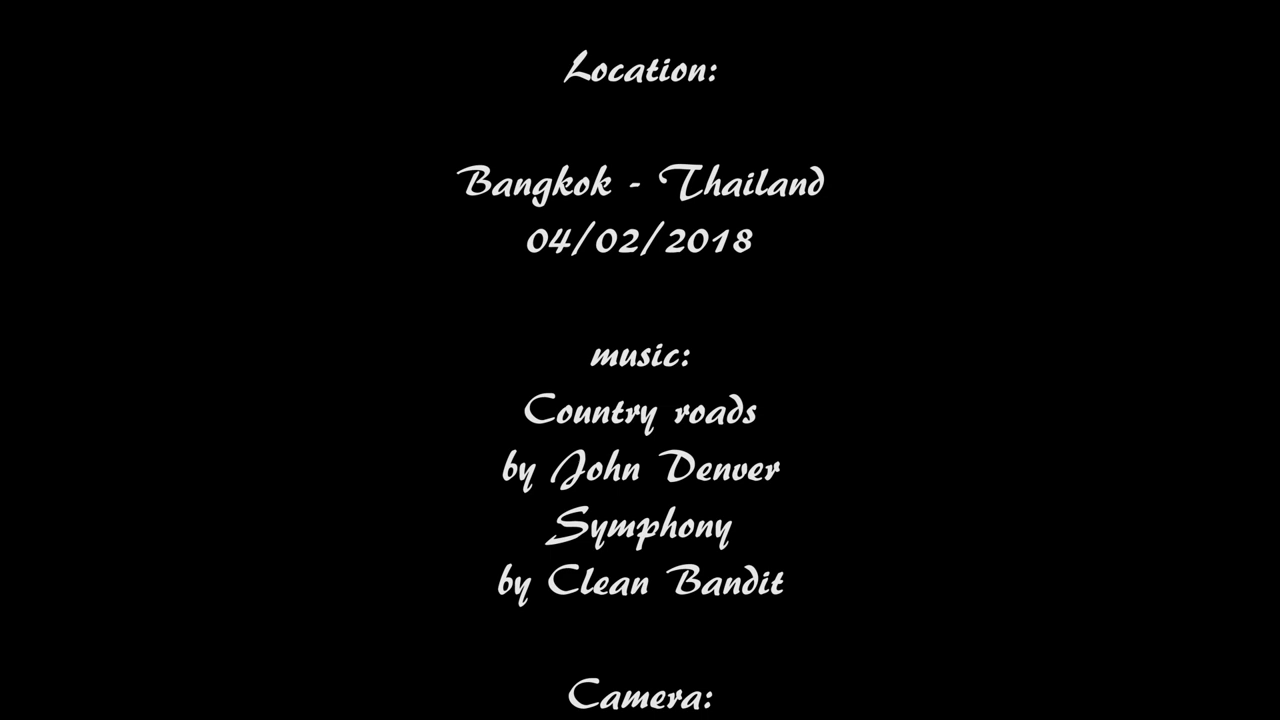 Location:
Bangkok - Thailand
04/02/2018
music:
Country roads
by John Denver
Symphony
by Clean Bandit
Camera: